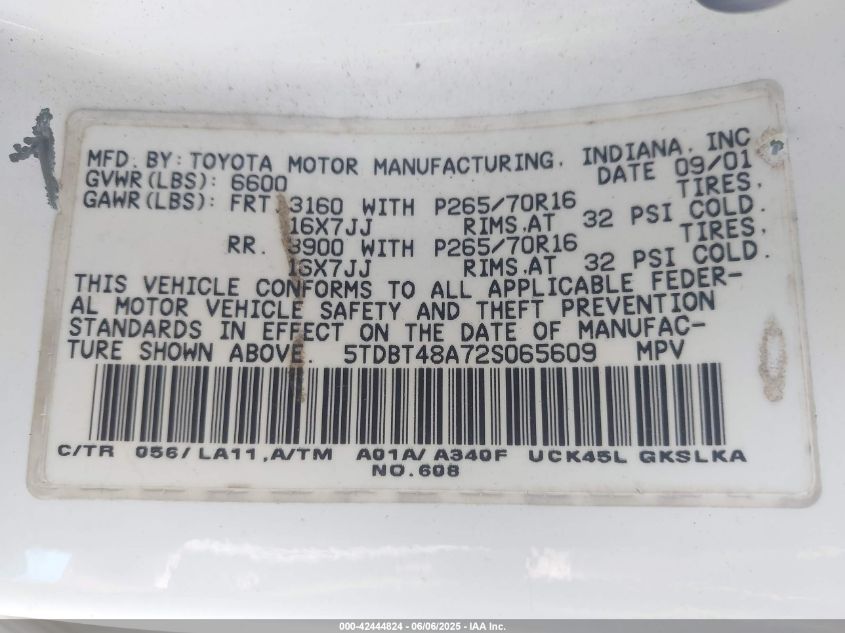 MFD. BY: TOYOTA MOTOR MANUFACTURING, INDIANA, INC
GVWR(LBS): 6600 DATE 09/01
GAWR(LBS): FRT. 3160 WITH P265/70R16 TIRES,
16X7JJ RIMS,AT 32 PSI COLD.
RR. 3900 WITH P265/70R16 TIRES,
16X7JJ RIMS,AT 32 PSI COLD.
THIS VEHICLE CONFORMS TO ALL APPLICABLE FEDER-
AL MOTOR VEHICLE SAFETY AND THEFT PREVENTION
STANDARDS IN EFFECT ON THE DATE OF MANUFAC-
TURE SHOWN ABOVE. 5TDBT48A72S065609 MPV
C/TR 056/LA11,A/TM A01A/A340F UCK45L GKSLKA
NO.608
000-42444824 - 06/06/2025 - IAA Inc.